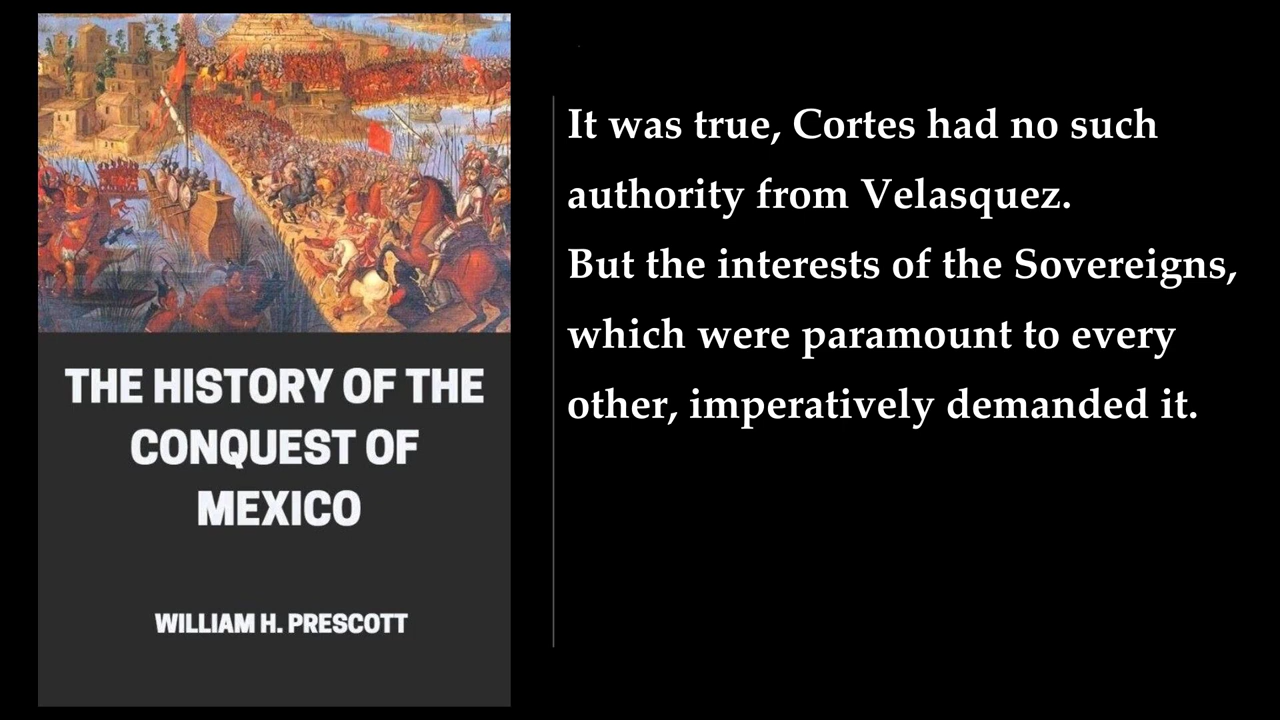 THE HISTORY OF THE
CONQUEST OF
MEXICO
WILLIAM H. PRESCOTT
It was true, Cortes had no such
authority from Velasquez.
But the interests of the Sovereigns,
which were paramount to every
other, imperatively demanded it.